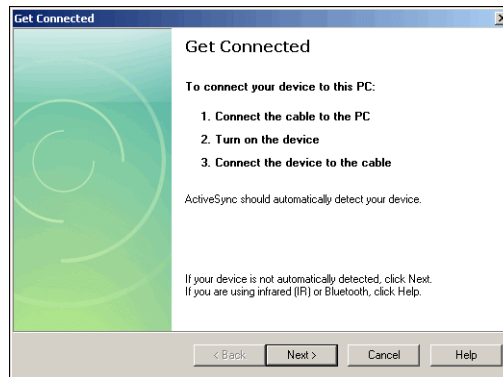 Get Connected
Get Connected
To connect your device to this PC:
1. Connect the cable to the PC
2. Turn on the device
3. Connect the device to the cable
ActiveSync should automatically detect your device.
If your device is not automatically detected, click Next.
If you are using infrared (IR) or Bluetooth, click Help.
< Back Next > Cancel Help